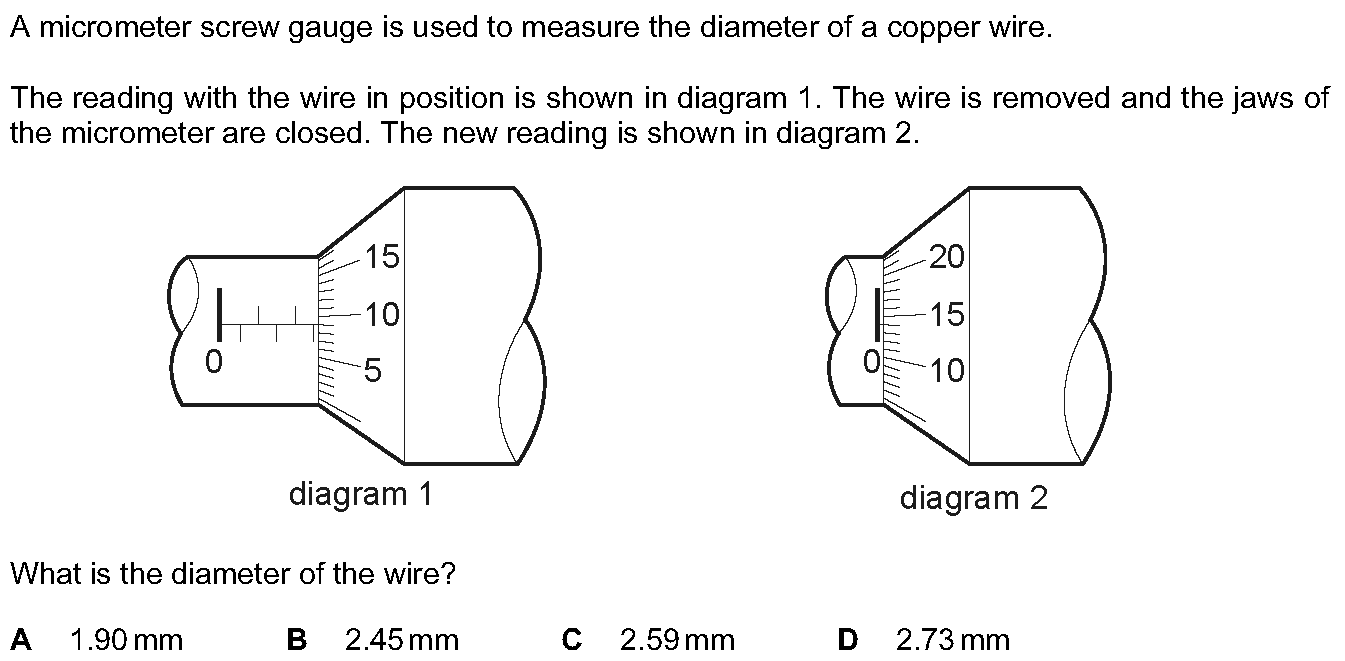 A micrometer screw gauge is used to measure the diameter of a copper wire.
The reading with the wire in position is shown in diagram 1. The wire is removed and the jaws of
the micrometer are closed. The new reading is shown in diagram 2.
15
10
5
0
diagram 1
20
15
10
0
diagram 2
What is the diameter of the wire?
A 1.90 mm B 2.45 mm C 2.59 mm D 2.73 mm